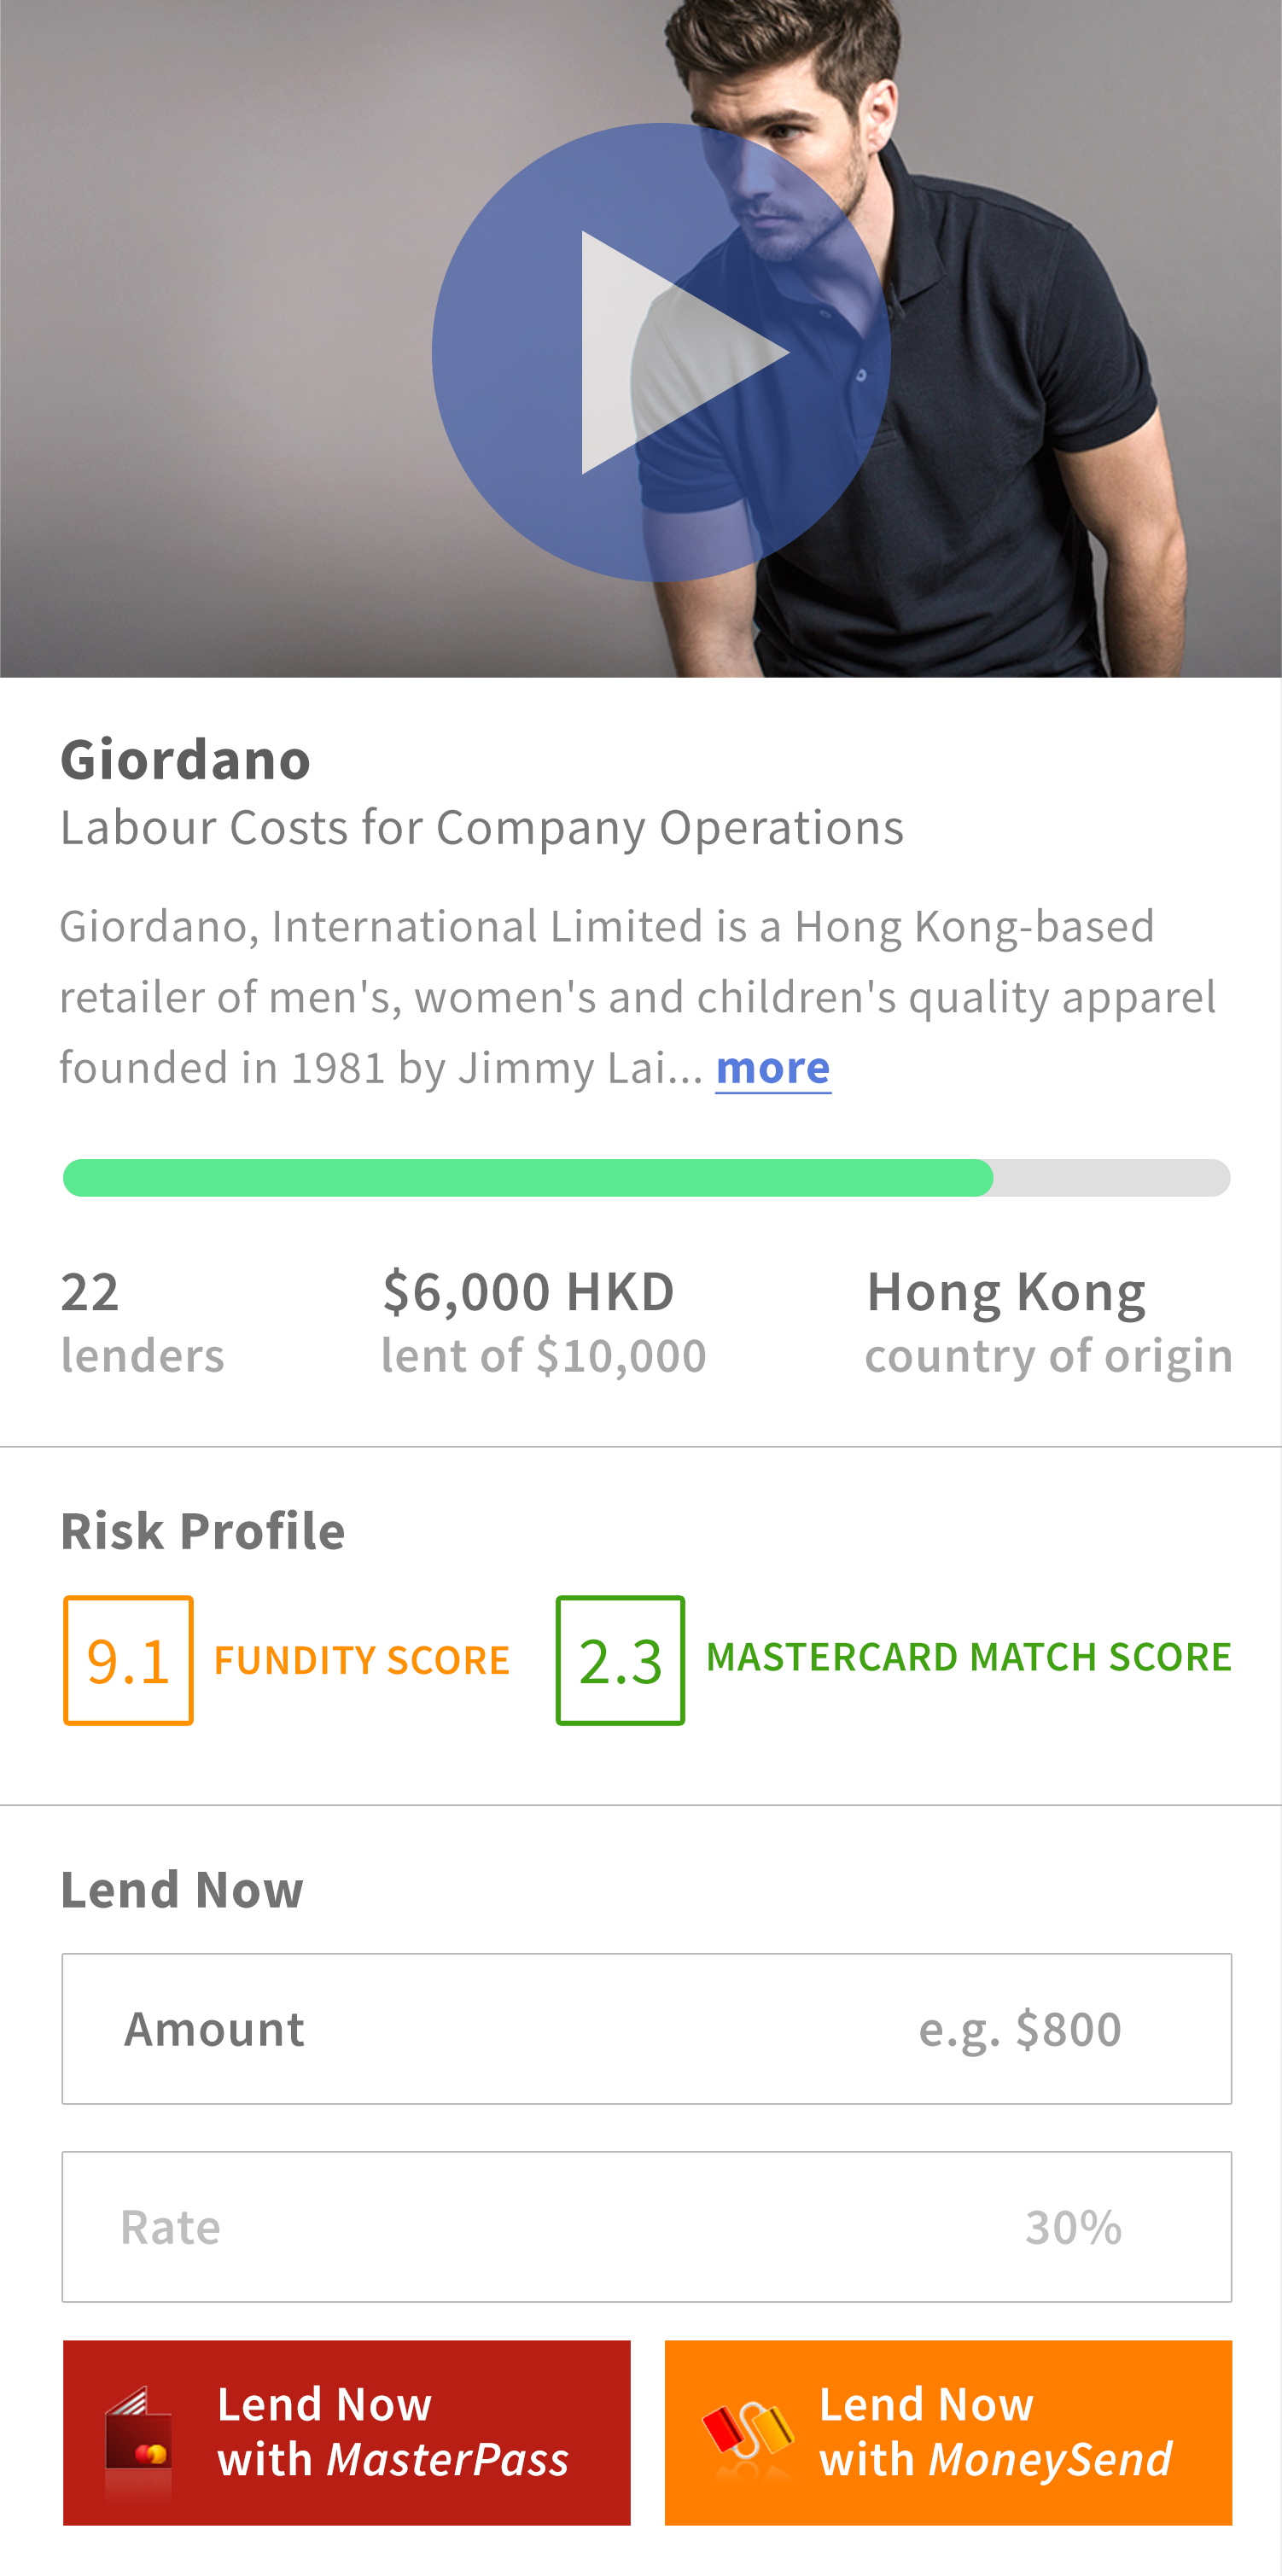 Giordano
Labour Costs for Company Operations
Giordano, International Limited is a Hong Kong-based
retailer of men's, women's and children's quality apparel
founded in 1981 by Jimmy Lai... more
22
lenders
$6,000 HKD
lent of $10,000
Hong Kong
country of origin
Risk Profile
9.1 FUNDITY SCORE
2.3 MASTERCARD MATCH SCORE
Lend Now
Amount e.g. $800
Rate 30%
Lend Now
with MasterPass
Lend Now
with MoneySend